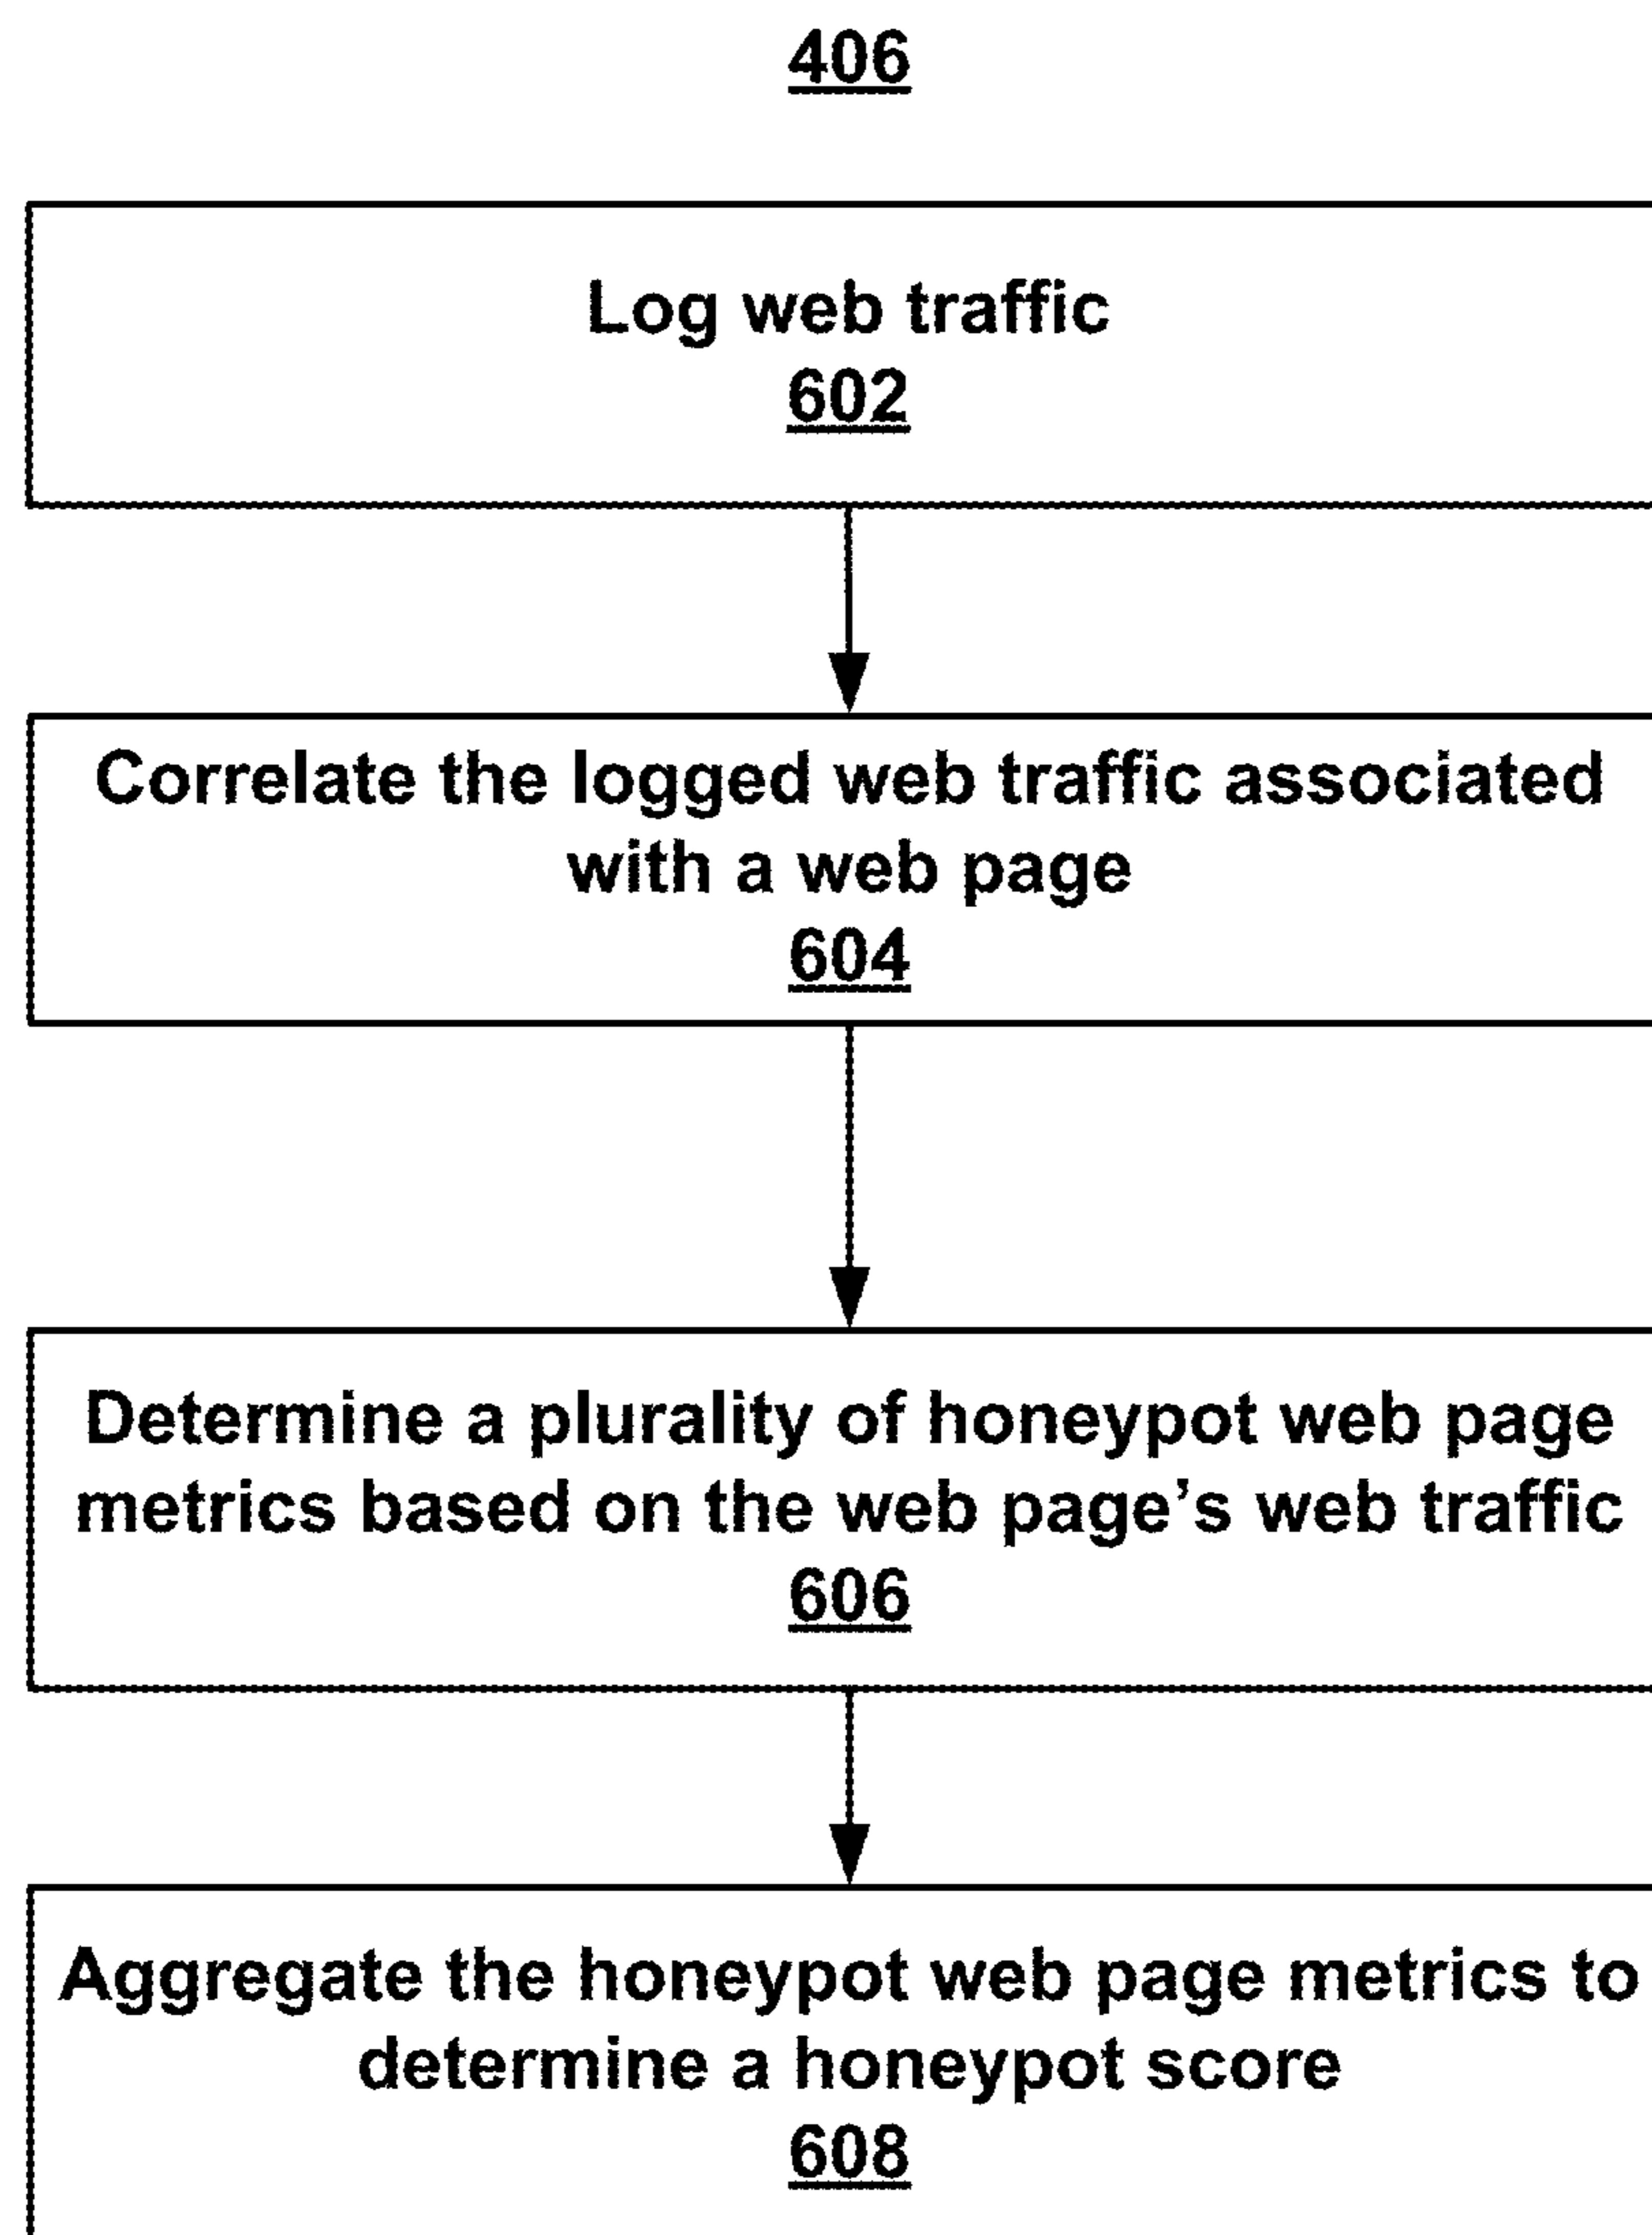 406
Log web traffic
602
Correlate the logged web traffic associated
with a web page
604
Determine a plurality of honeypot web page
metrics based on the web page’s web traffic
606
Aggregate the honeypot web page metrics to
determine a honeypot score
608